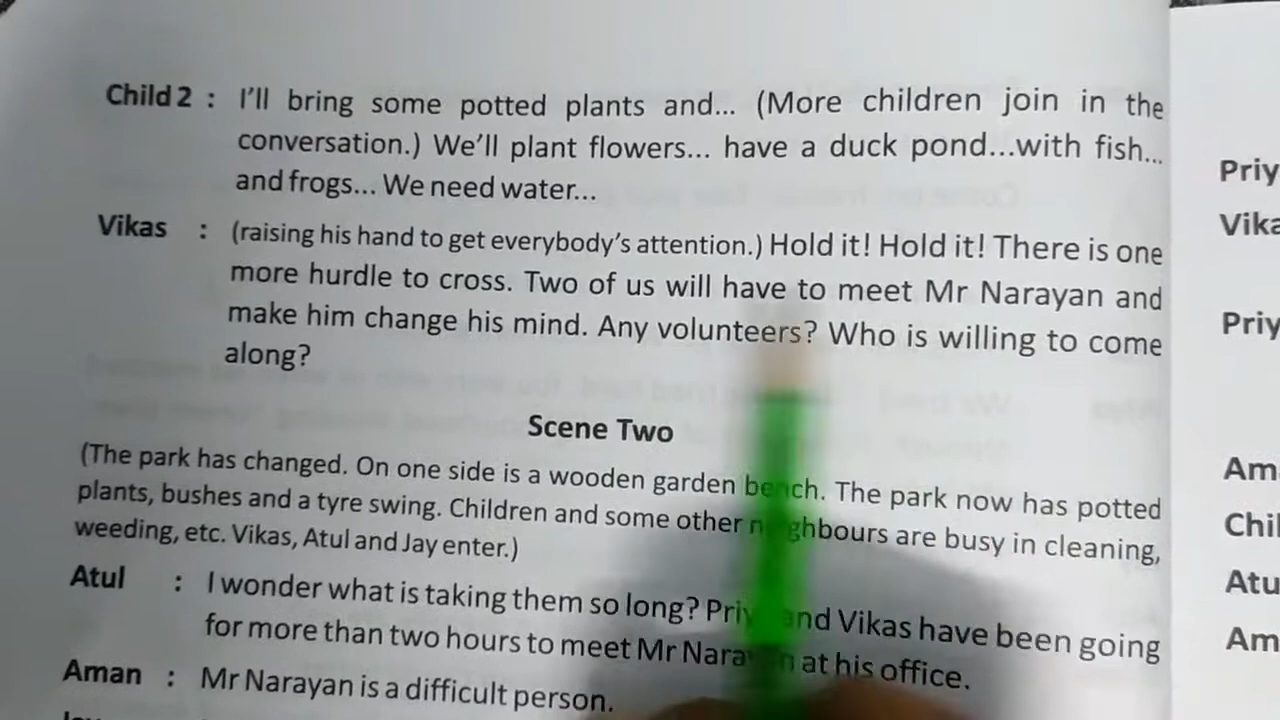 Child 2 : I'll bring some potted plants and... (More children join in the
conversation.) We'll plant flowers... have a duck pond...with fish...
and frogs... We need water...
Vikas : (raising his hand to get everybody's attention.) Hold it! Hold it! There is one
more hurdle to cross. Two of us will have to meet Mr Narayan and
make him change his mind. Any volunteers? Who is willing to come
along?
Scene Two
(The park has changed. On one side is a wooden garden bench. The park now has potted
plants, bushes and a tyre swing. Children and some other neighbours are busy in cleaning,
weeding, etc. Vikas, Atul and Jay enter.)
Atul : I wonder what is taking them so long? Priya and Vikas have been going
for more than two hours to meet Mr Narayan at his office.
Aman : Mr Narayan is a difficult person.
Priy
Vika
Priy
Am
Chil
Atu
Am